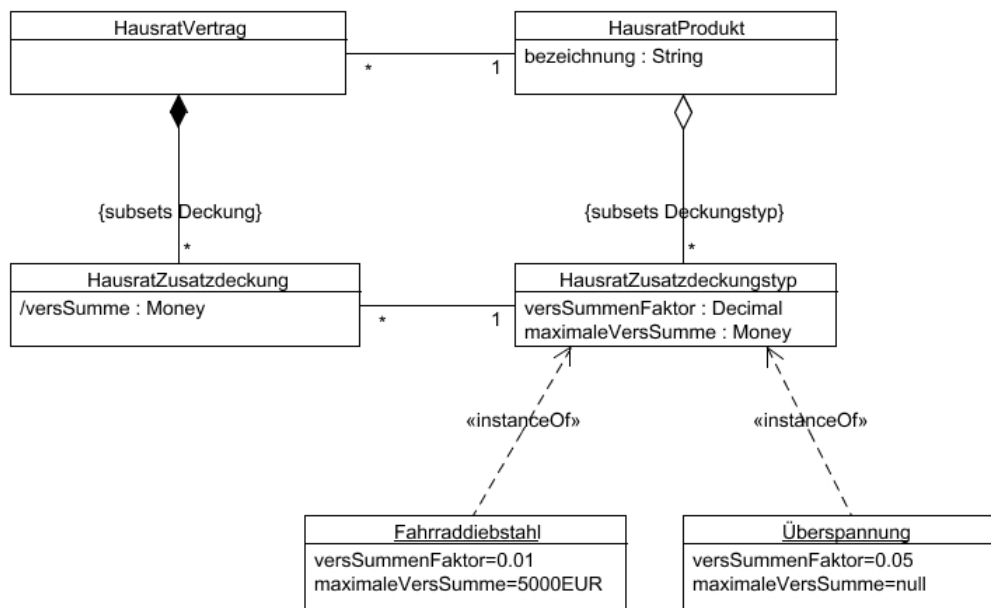 HausratVertrag
HausratProdukt
bezeichnung : String
*
1
{subsets Deckung}
{subsets Deckungstyp}
*
*
HausratZusatzdeckung
/versSumme : Money
HausratZusatzdeckungstyp
versSummenFaktor : Decimal
maximaleVersSumme : Money
*
1
«instanceOf»
«instanceOf»
Fahrraddiebstahl
versSummenFaktor=0.01
maximaleVersSumme=5000EUR
Überspannung
versSummenFaktor=0.05
maximaleVersSumme=null